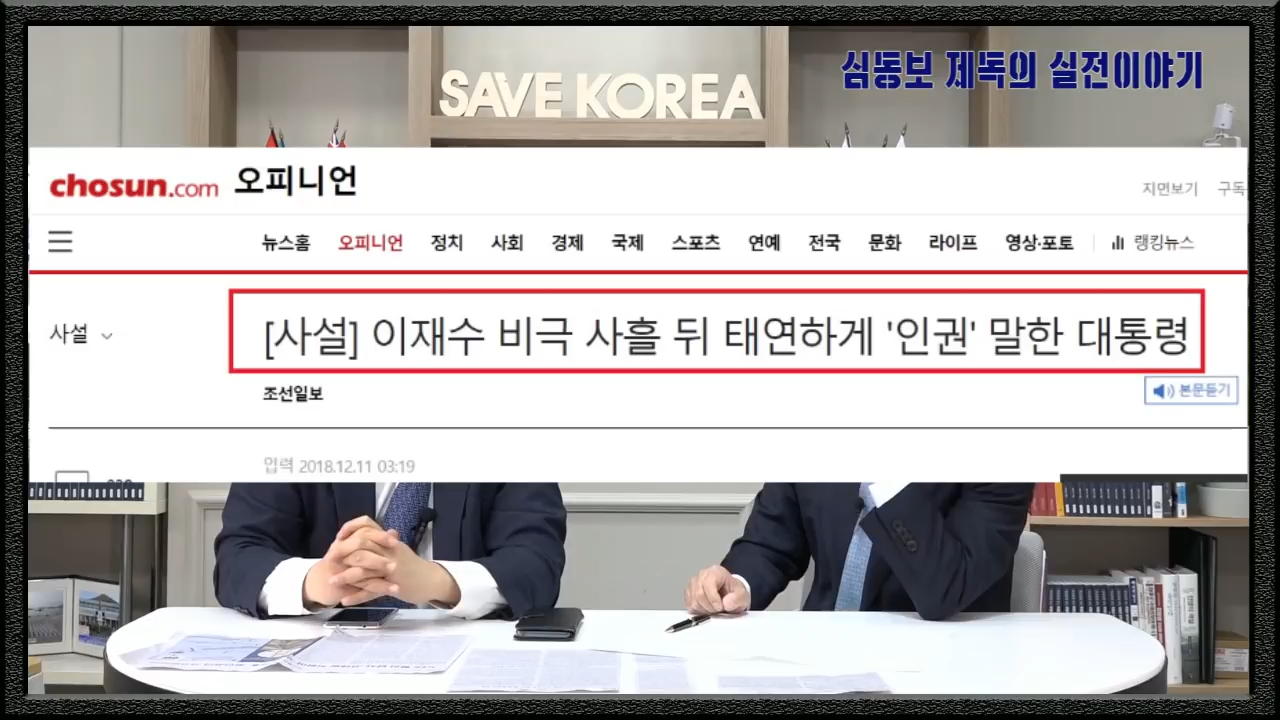 심동보 제독의 실전이야기
SAVE KOREA
chosun.com 오피니언
지면보기 구독
뉴스홈 오피니언 정치 사회 경제 국제 스포츠 연예 전국 문화 라이프 영상·포토 랭킹뉴스
사설
[사설] 이재수 비극 사흘 뒤 태연하게 '인권' 말한 대통령
조선일보
본문듣기
입력 2018.12.11 03:19